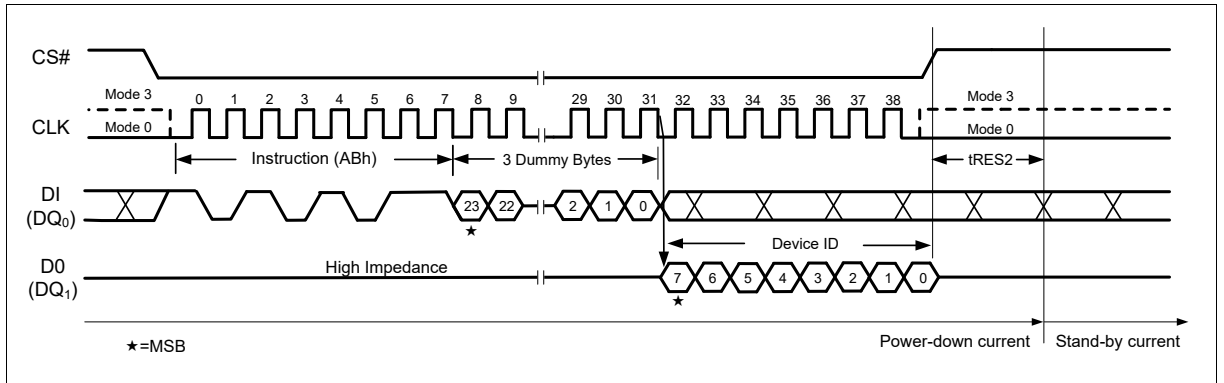 CS#
Mode 3
0 1 2 3 4 5 6 7 8 9 29 30 31 32 33 34 35 36 37 38
Mode 3
CLK
Mode 0
Mode 0
Instruction (ABh)
3 Dummy Bytes
tRES2
DI
(DQ0)
23 22 2 1 0
★
Device ID
D0
(DQ1)
High Impedance
7 6 5 4 3 2 1 0
★
Power-down current
Stand-by current
★=MSB